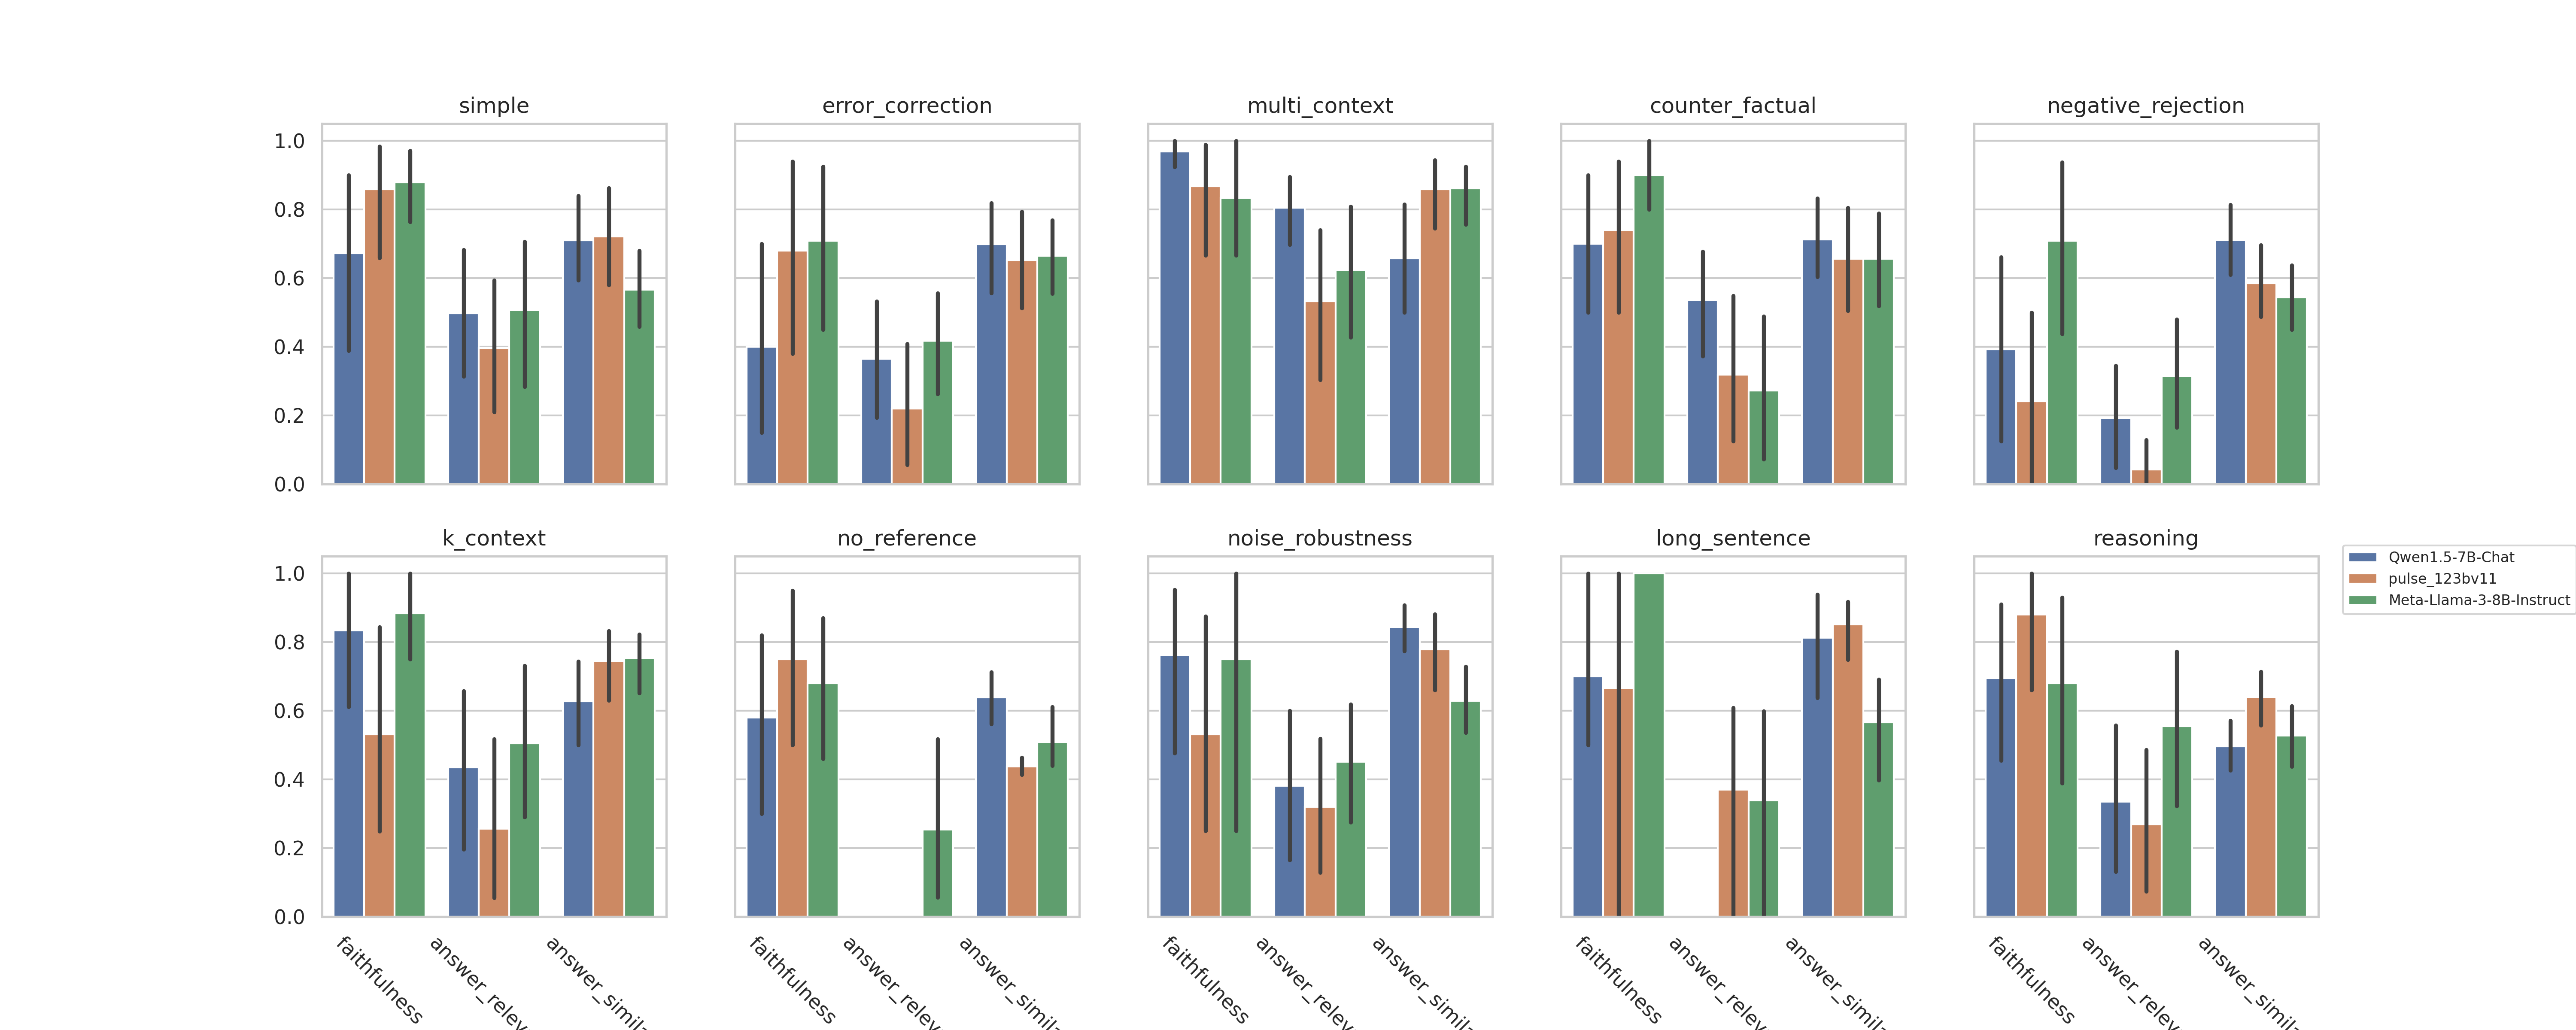 simple
error_correction
multi_context
counter_factual
negative_rejection
1.0
0.8
0.6
0.4
0.2
0.0
k_context
no_reference
noise_robustness
long_sentence
reasoning
1.0
0.8
0.6
0.4
0.2
0.0
Qwen1.5-7B-Chat
pulse_123bv11
Meta-Llama-3-8B-Instruct
faithfulness
answer_relev
answer_simil
faithfulness
answer_relev
answer_simil
faithfulness
answer_relev
answer_simil
faithfulness
answer_relev
answer_simil
faithfulness
answer_relev
answer_simil